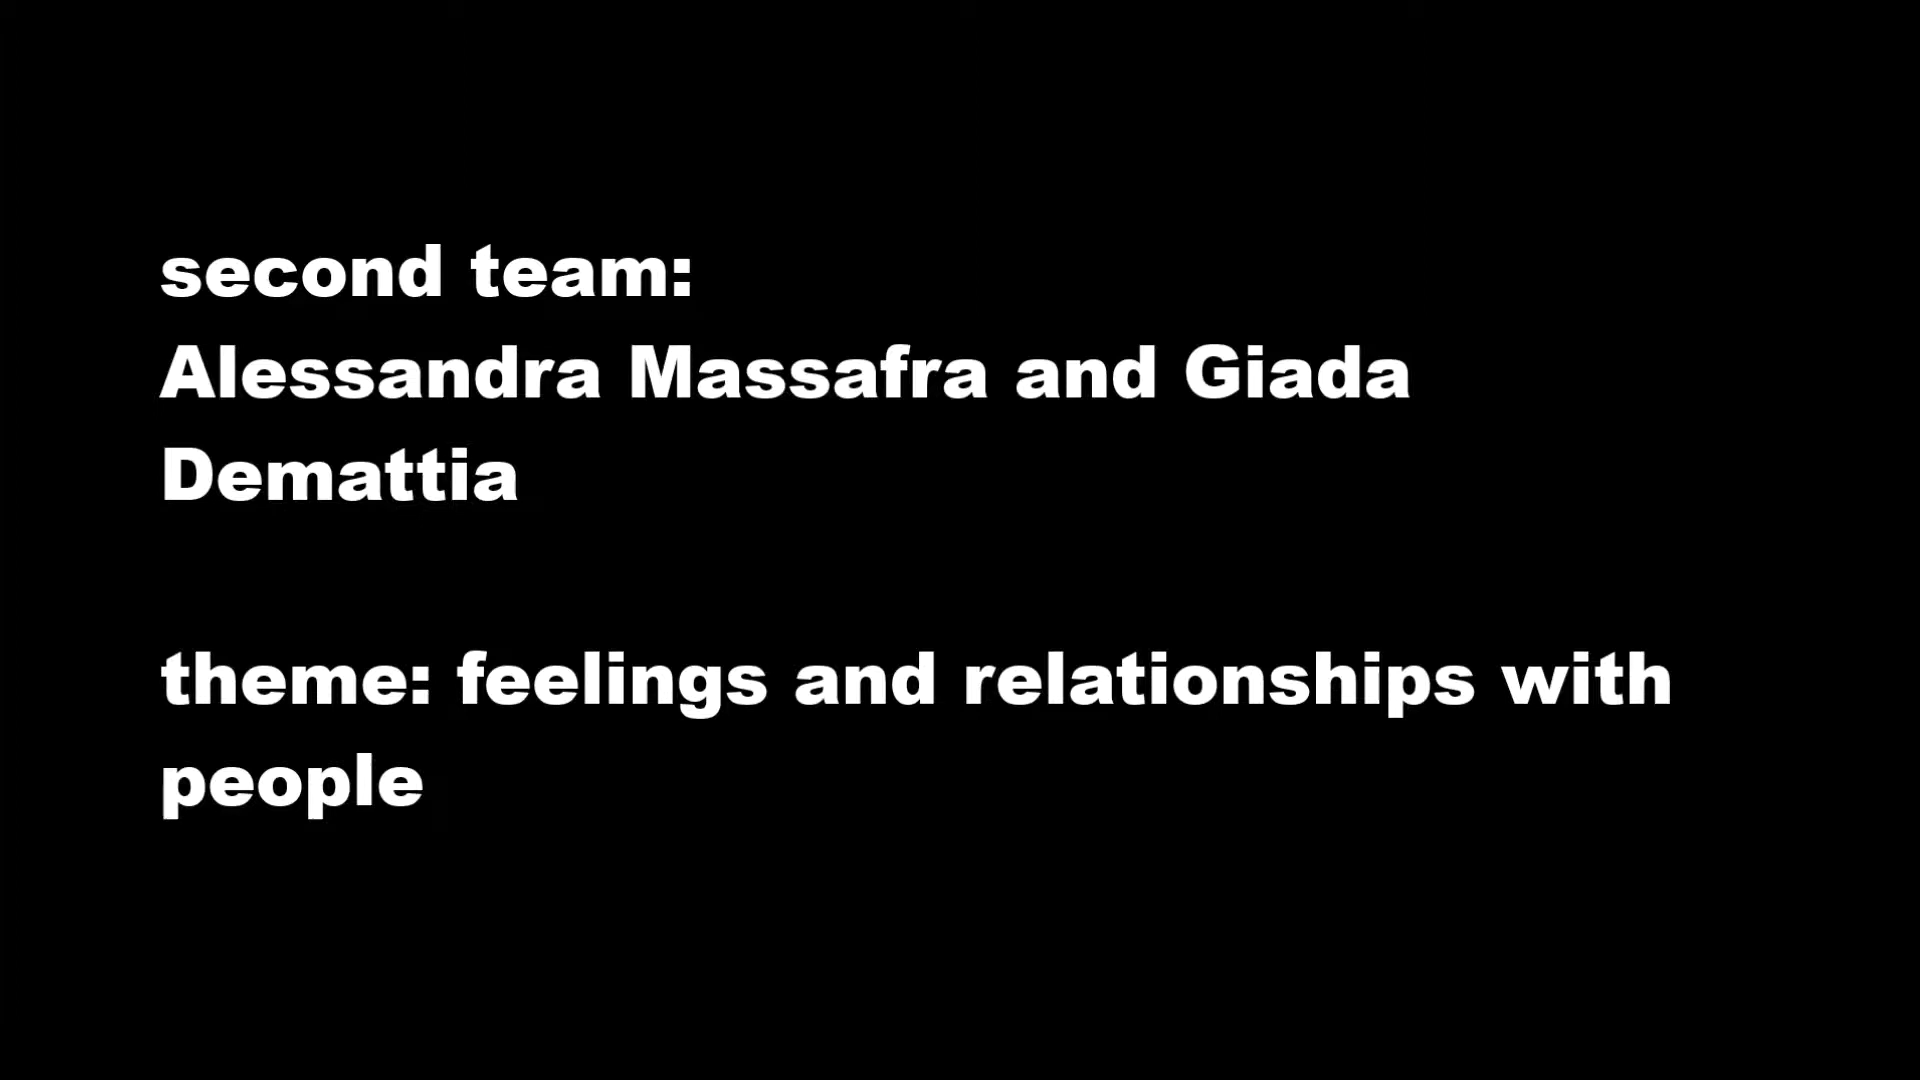 second team:
Alessandra Massafra and Giada
Demattia
theme: feelings and relationships with
people